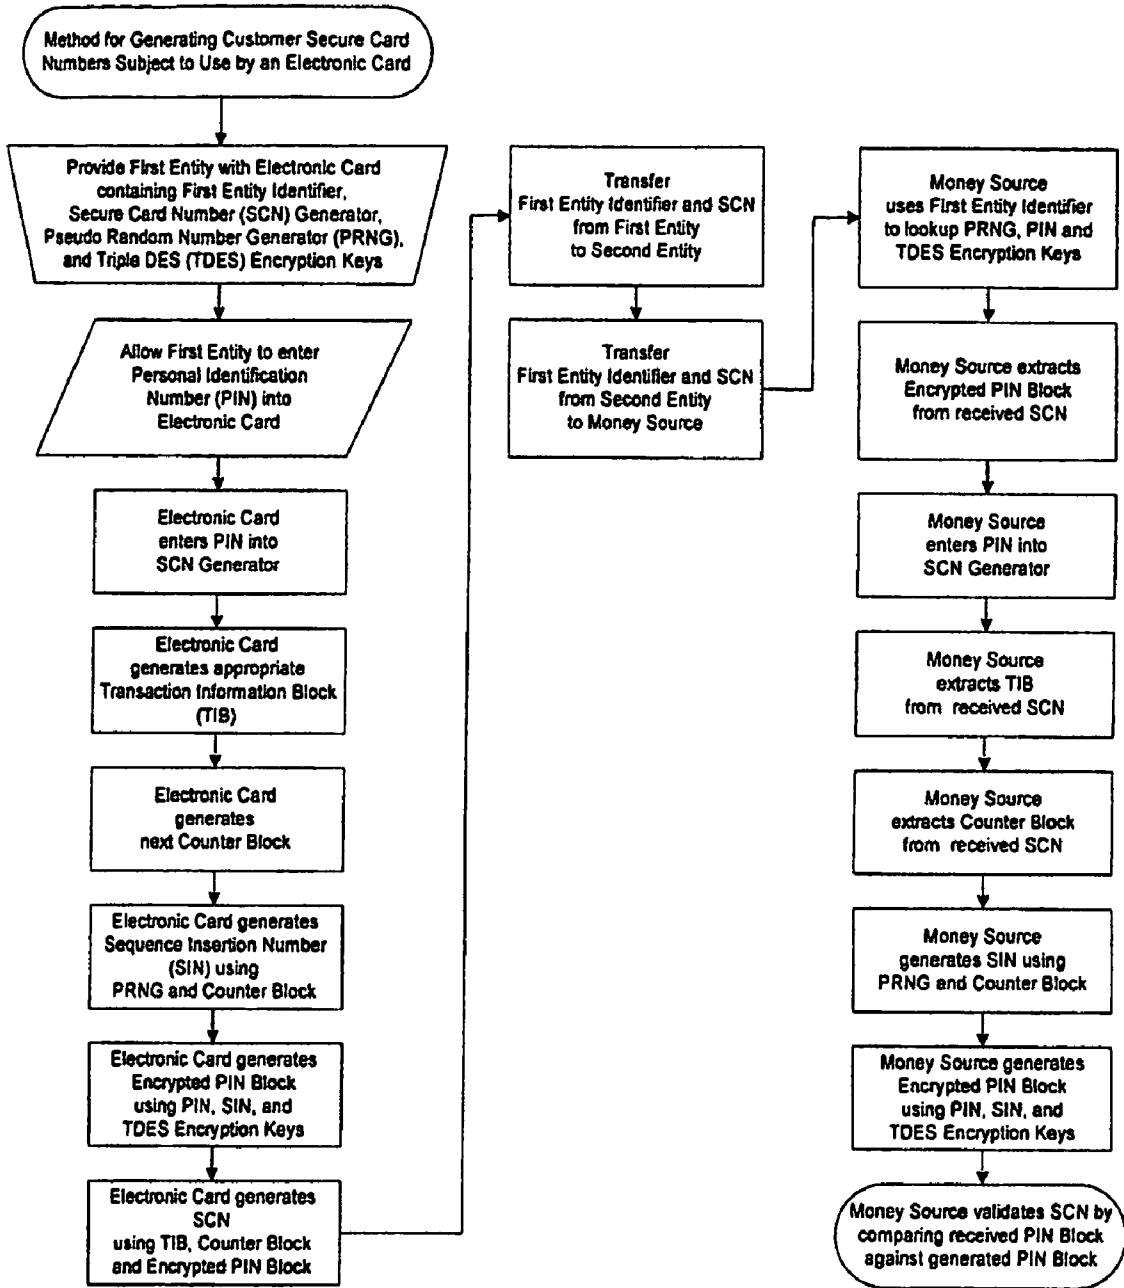 Method for Generating Customer Secure Card
Numbers Subject to Use by an Electronic Card
Provide First Entity with Electronic Card
containing First Entity Identifier,
Secure Card Number (SCN) Generator,
Pseudo Random Number Generator (PRNG),
and Triple DES (TDES) Encryption Keys
Allow First Entity to enter
Personal Identification
Number (PIN) into
Electronic Card
Electronic Card
enters PIN into
SCN Generator
Electronic Card
generates appropriate
Transaction Information Block
(TIB)
Electronic Card
generates
next Counter Block
Electronic Card generates
Sequence Insertion Number
(SIN) using
PRNG and Counter Block
Electronic Card generates
Encrypted PIN Block
using PIN, SIN, and
TDES Encryption Keys
Electronic Card generates
SCN
using TIB, Counter Block
and Encrypted PIN Block
Transfer
First Entity Identifier and SCN
from First Entity
to Second Entity
Transfer
First Entity Identifier and SCN
from Second Entity
to Money Source
Money Source
uses First Entity Identifier
to lookup PRNG, PIN and
TDES Encryption Keys
Money Source extracts
Encrypted PIN Block
from received SCN
Money Source
enters PIN into
SCN Generator
Money Source
extracts TIB
from received SCN
Money Source
extracts Counter Block
from received SCN
Money Source
generates SIN using
PRNG and Counter Block
Money Source generates
Encrypted PIN Block
using PIN, SIN, and
TDES Encryption Keys
Money Source validates SCN by
comparing received PIN Block
against generated PIN Block